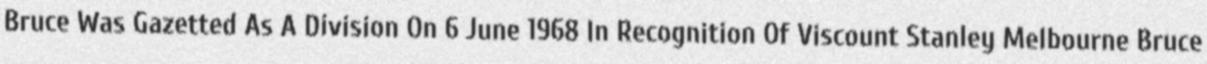 Bruce Was Gazetted As A Division On 6 June 1968 In Recognition Of Viscount Stanley Melbourne Bruce